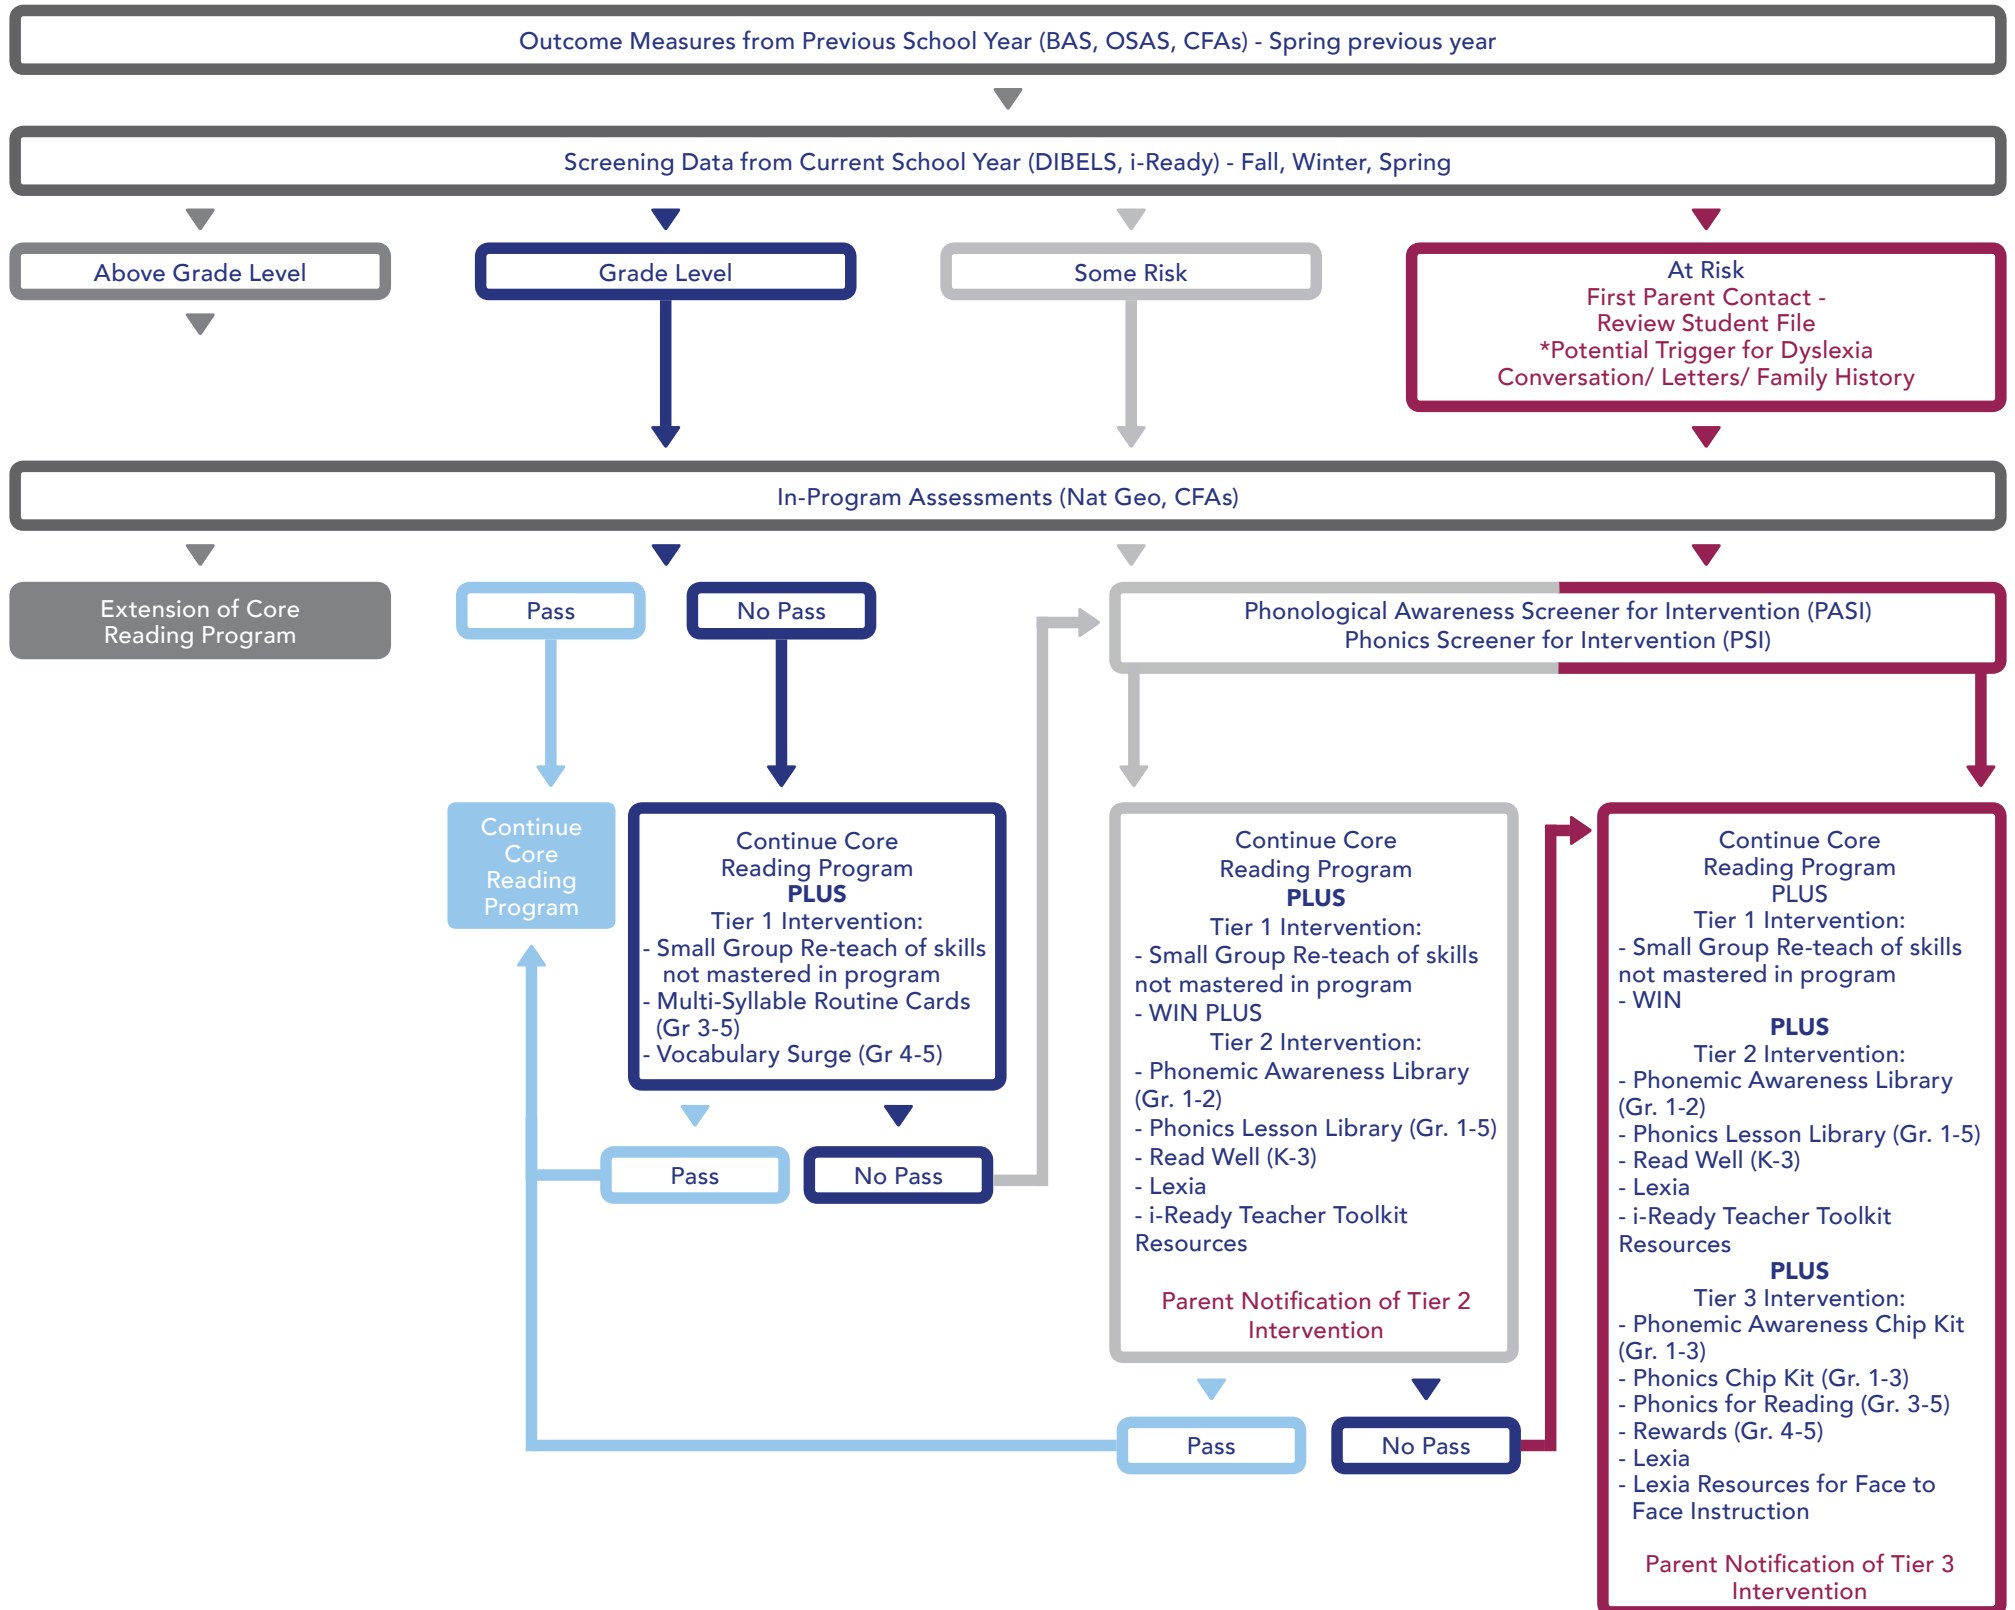 Outcome Measures from Previous School Year (BAS, OSAS, CFAs) - Spring previous year
Screening Data from Current School Year (DIBELS, i-Ready) - Fall, Winter, Spring
Above Grade Level
Grade Level
Some Risk
At Risk
First Parent Contact -
Review Student File
*Potential Trigger for Dyslexia
Conversation/ Letters/ Family History
In-Program Assessments (Nat Geo, CFAs)
Extension of Core
Reading Program
Pass
No Pass
Phonological Awareness Screener for Intervention (PASI)
Phonics Screener for Intervention (PSI)
Continue
Core
Reading
Program
Continue Core
Reading Program
PLUS
Tier 1 Intervention:
- Small Group Re-teach of skills
not mastered in program
- Multi-Syllable Routine Cards
(Gr 3-5)
- Vocabulary Surge (Gr 4-5)
Pass
No Pass
Continue Core
Reading Program
PLUS
Tier 1 Intervention:
- Small Group Re-teach of skills
not mastered in program
- WIN PLUS
Tier 2 Intervention:
- Phonemic Awareness Library
(Gr. 1-2)
- Phonics Lesson Library (Gr. 1-5)
- Read Well (K-3)
- Lexia
- i-Ready Teacher Toolkit
Resources
Parent Notification of Tier 2
Intervention
Pass
No Pass
Continue Core
Reading Program
PLUS
Tier 1 Intervention:
- Small Group Re-teach of skills
not mastered in program
- WIN
PLUS
Tier 2 Intervention:
- Phonemic Awareness Library
(Gr. 1-2)
- Phonics Lesson Library (Gr. 1-5)
- Read Well (K-3)
- Lexia
- i-Ready Teacher Toolkit
Resources
PLUS
Tier 3 Intervention:
- Phonemic Awareness Chip Kit
(Gr. 1-3)
- Phonics Chip Kit (Gr. 1-3)
- Phonics for Reading (Gr. 3-5)
- Rewards (Gr. 4-5)
- Lexia
- Lexia Resources for Face to
Face Instruction
Parent Notification of Tier 3
Intervention